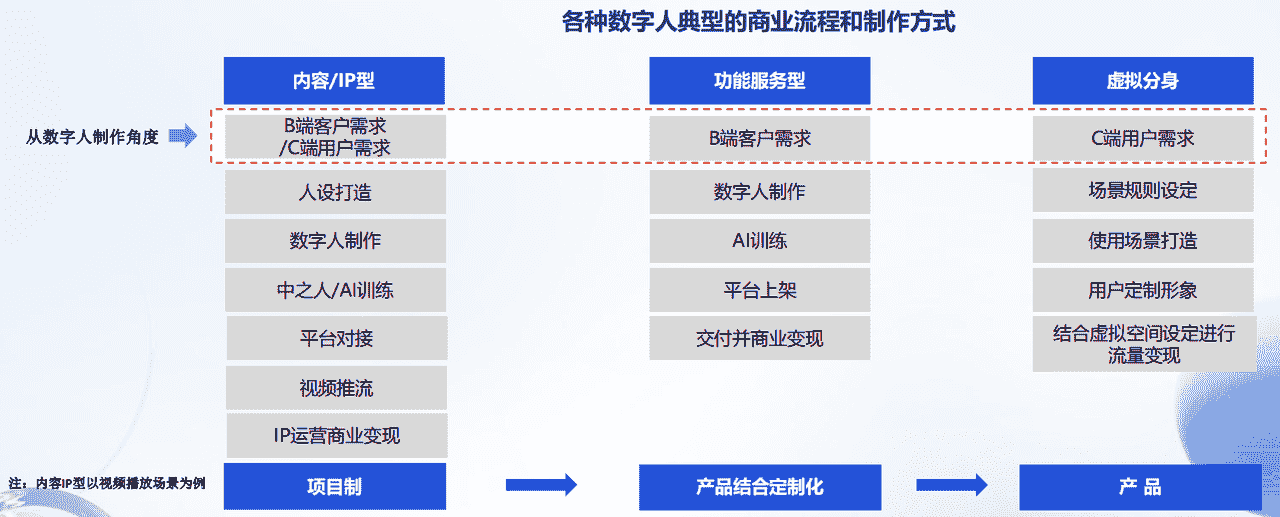 各种数字人典型的商业流程和制作方式
内容/IP型
功能服务型
虚拟分身
从数字人制作角度
B端客户需求
/C端用户需求
B端客户需求
C端用户需求
人设打造
数字人制作
场景规则设定
数字人制作
AI训练
使用场景打造
中之人/AI训练
平台上架
用户定制形象
平台对接
交付并商业变现
结合虚拟空间设定进行
流量变现
视频推流
IP运营商业变现
注：内容IP型以视频播放场景为例
项目制
产品结合定制化
产 品